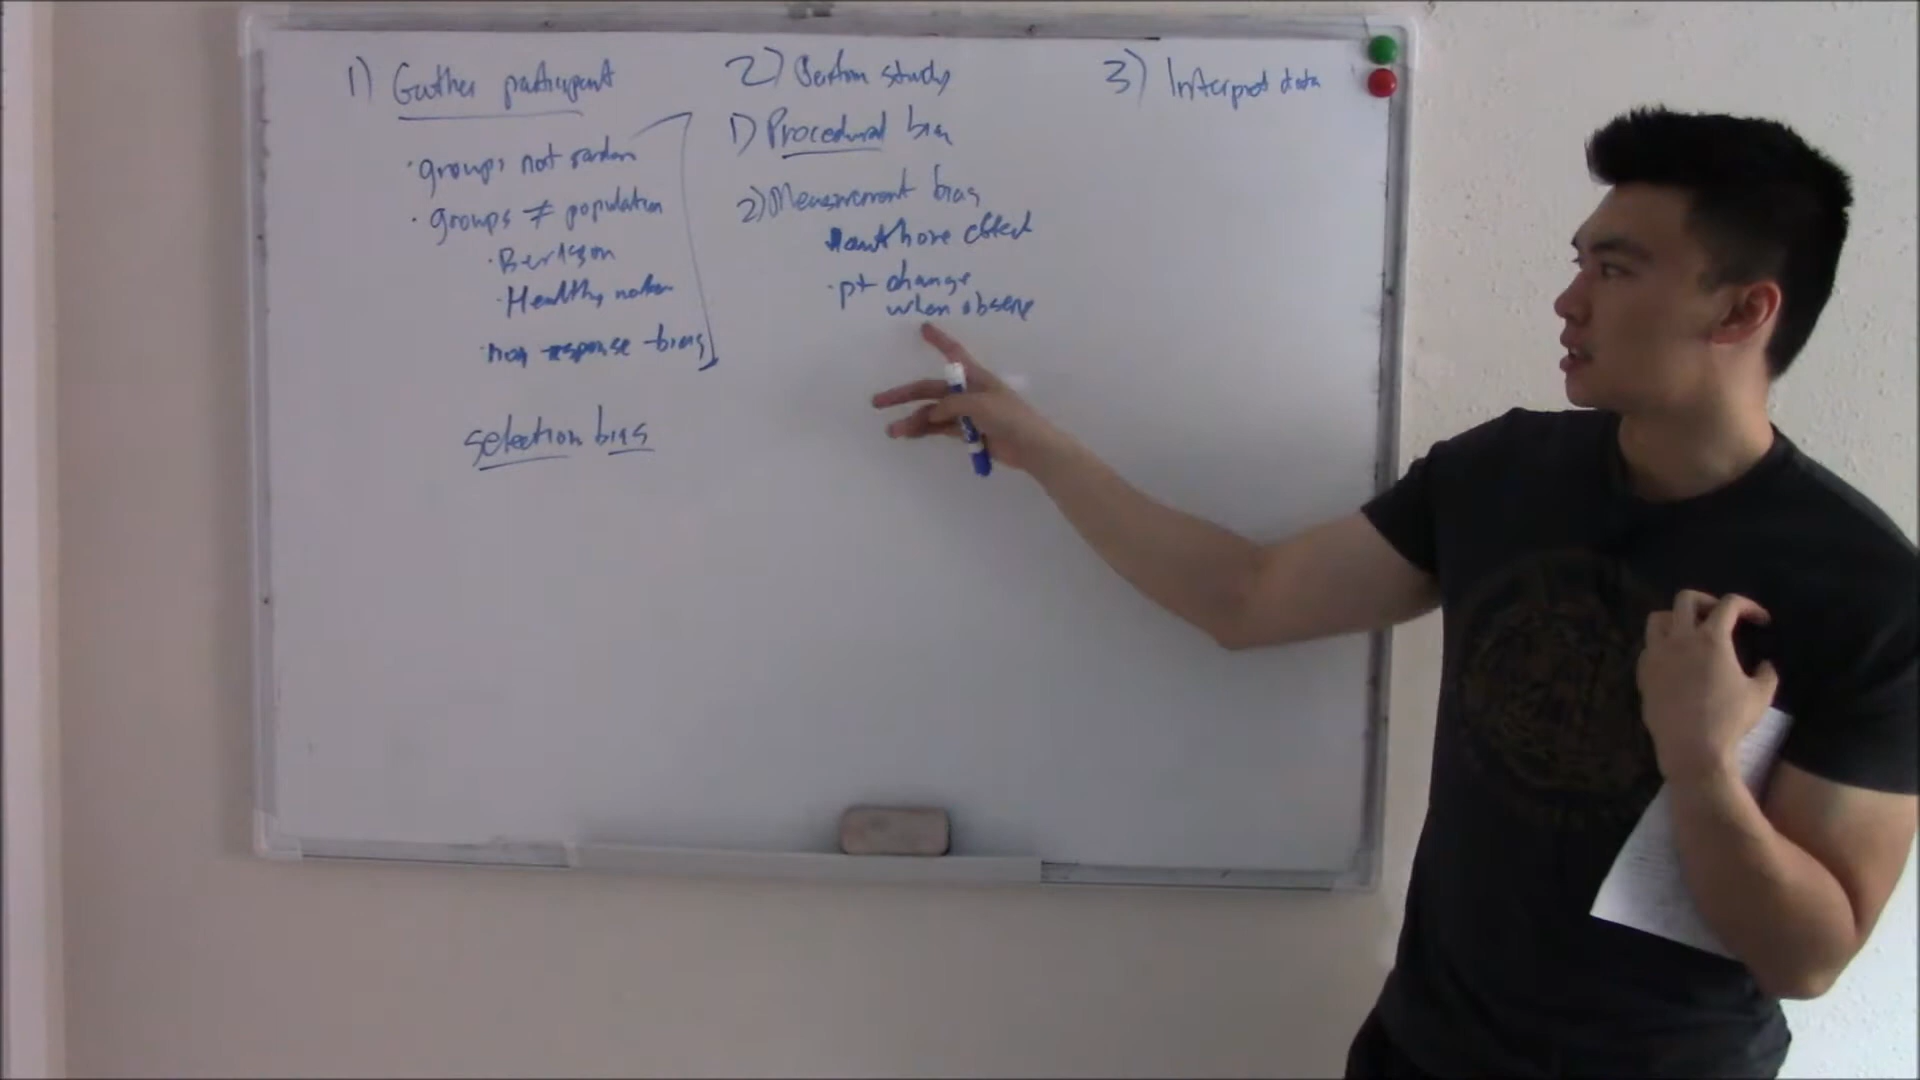 1) Gather participant
· groups not random
· groups ≠ population
· Berkson
· Healthy worker
· non response bias
selection bias
2) Perform study
1) Procedural bias
2) Measurement bias
Hawthorne effect
· pt change
when observe
3) Interpret data